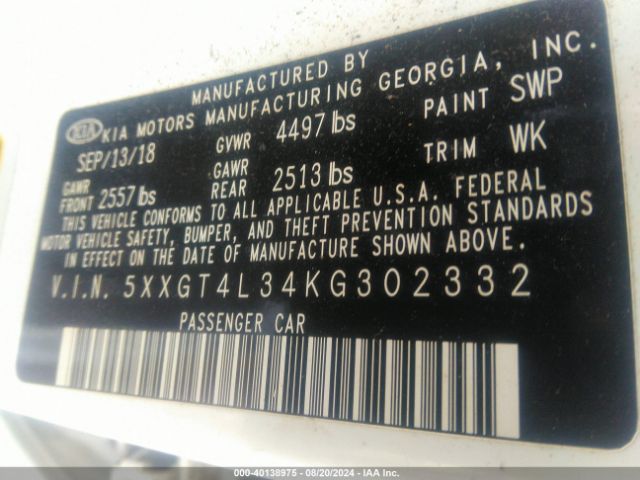 MANUFACTURED BY
KIA KIA MOTORS MANUFACTURING GEORGIA, INC.
SEP/13/18 GVWR 4497 lbs PAINT SWP
GAWR FRONT 2557 lbs GAWR REAR 2513 lbs TRIM WK
THIS VEHICLE CONFORMS TO ALL APPLICABLE U.S.A. FEDERAL
MOTOR VEHICLE SAFETY, BUMPER, AND THEFT PREVENTION STANDARDS
IN EFFECT ON THE DATE OF MANUFACTURE SHOWN ABOVE.
V.I.N. 5XXGT4L34KG302332
PASSENGER CAR
000-40138975 - 08/20/2024 - IAA Inc.